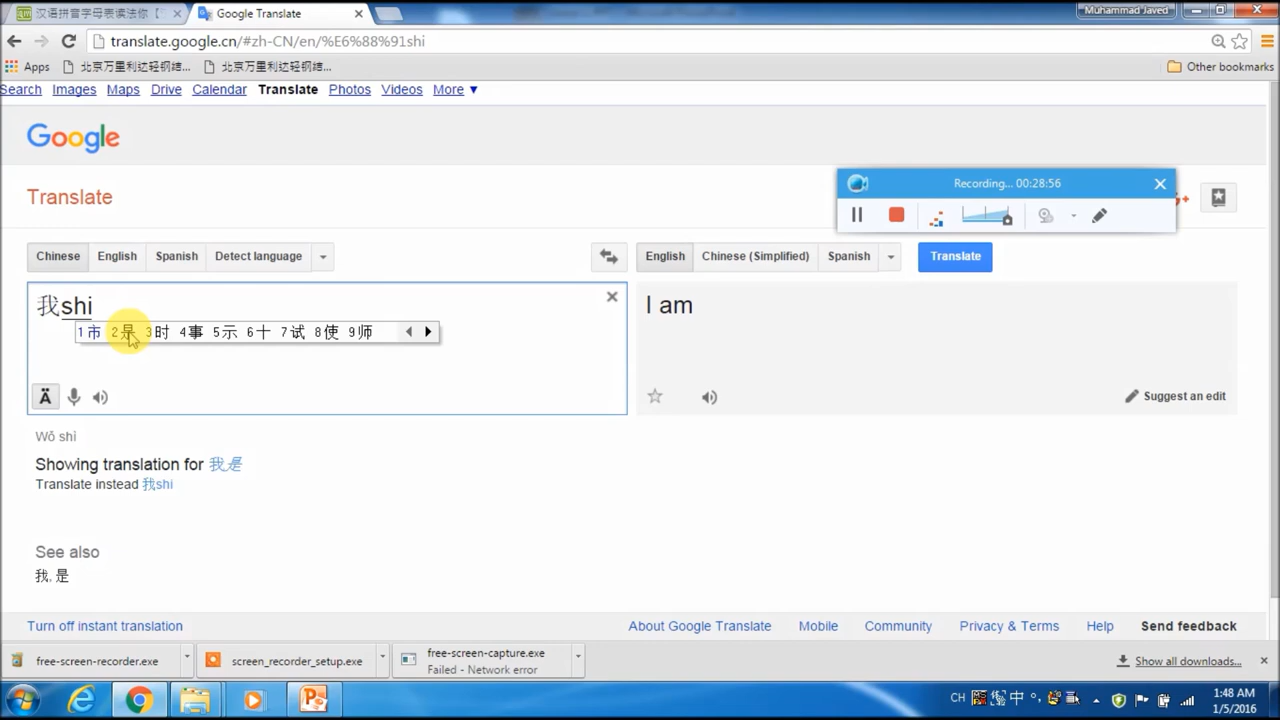 汉语拼音字母表读法你【 Google Translate Muhammad Javed
translate.google.cn/#zh-CN/en/%E6%88%91shi
Apps 北京万里利达轻钢结... 北京万里利达轻钢结... Other bookmarks
Search Images Maps Drive Calendar Translate Photos Videos More ▼
Google
Translate
Recording... 00:28:56
Chinese English Spanish Detect language
English Chinese (Simplified) Spanish Translate
我shi
I am
1市 2是 3时 4事 5示 6十 7试 8使 9师
Ä
Suggest an edit
Wǒ shì
Showing translation for 我是
Translate instead 我shi
See also
我, 是
Turn off instant translation
About Google Translate Mobile Community Privacy & Terms Help Send feedback
free-screen-recorder.exe screen_recorder_setup.exe free-screen-capture.exe
Failed - Network error
Show all downloads...
CH 中 1:48 AM
1/5/2016